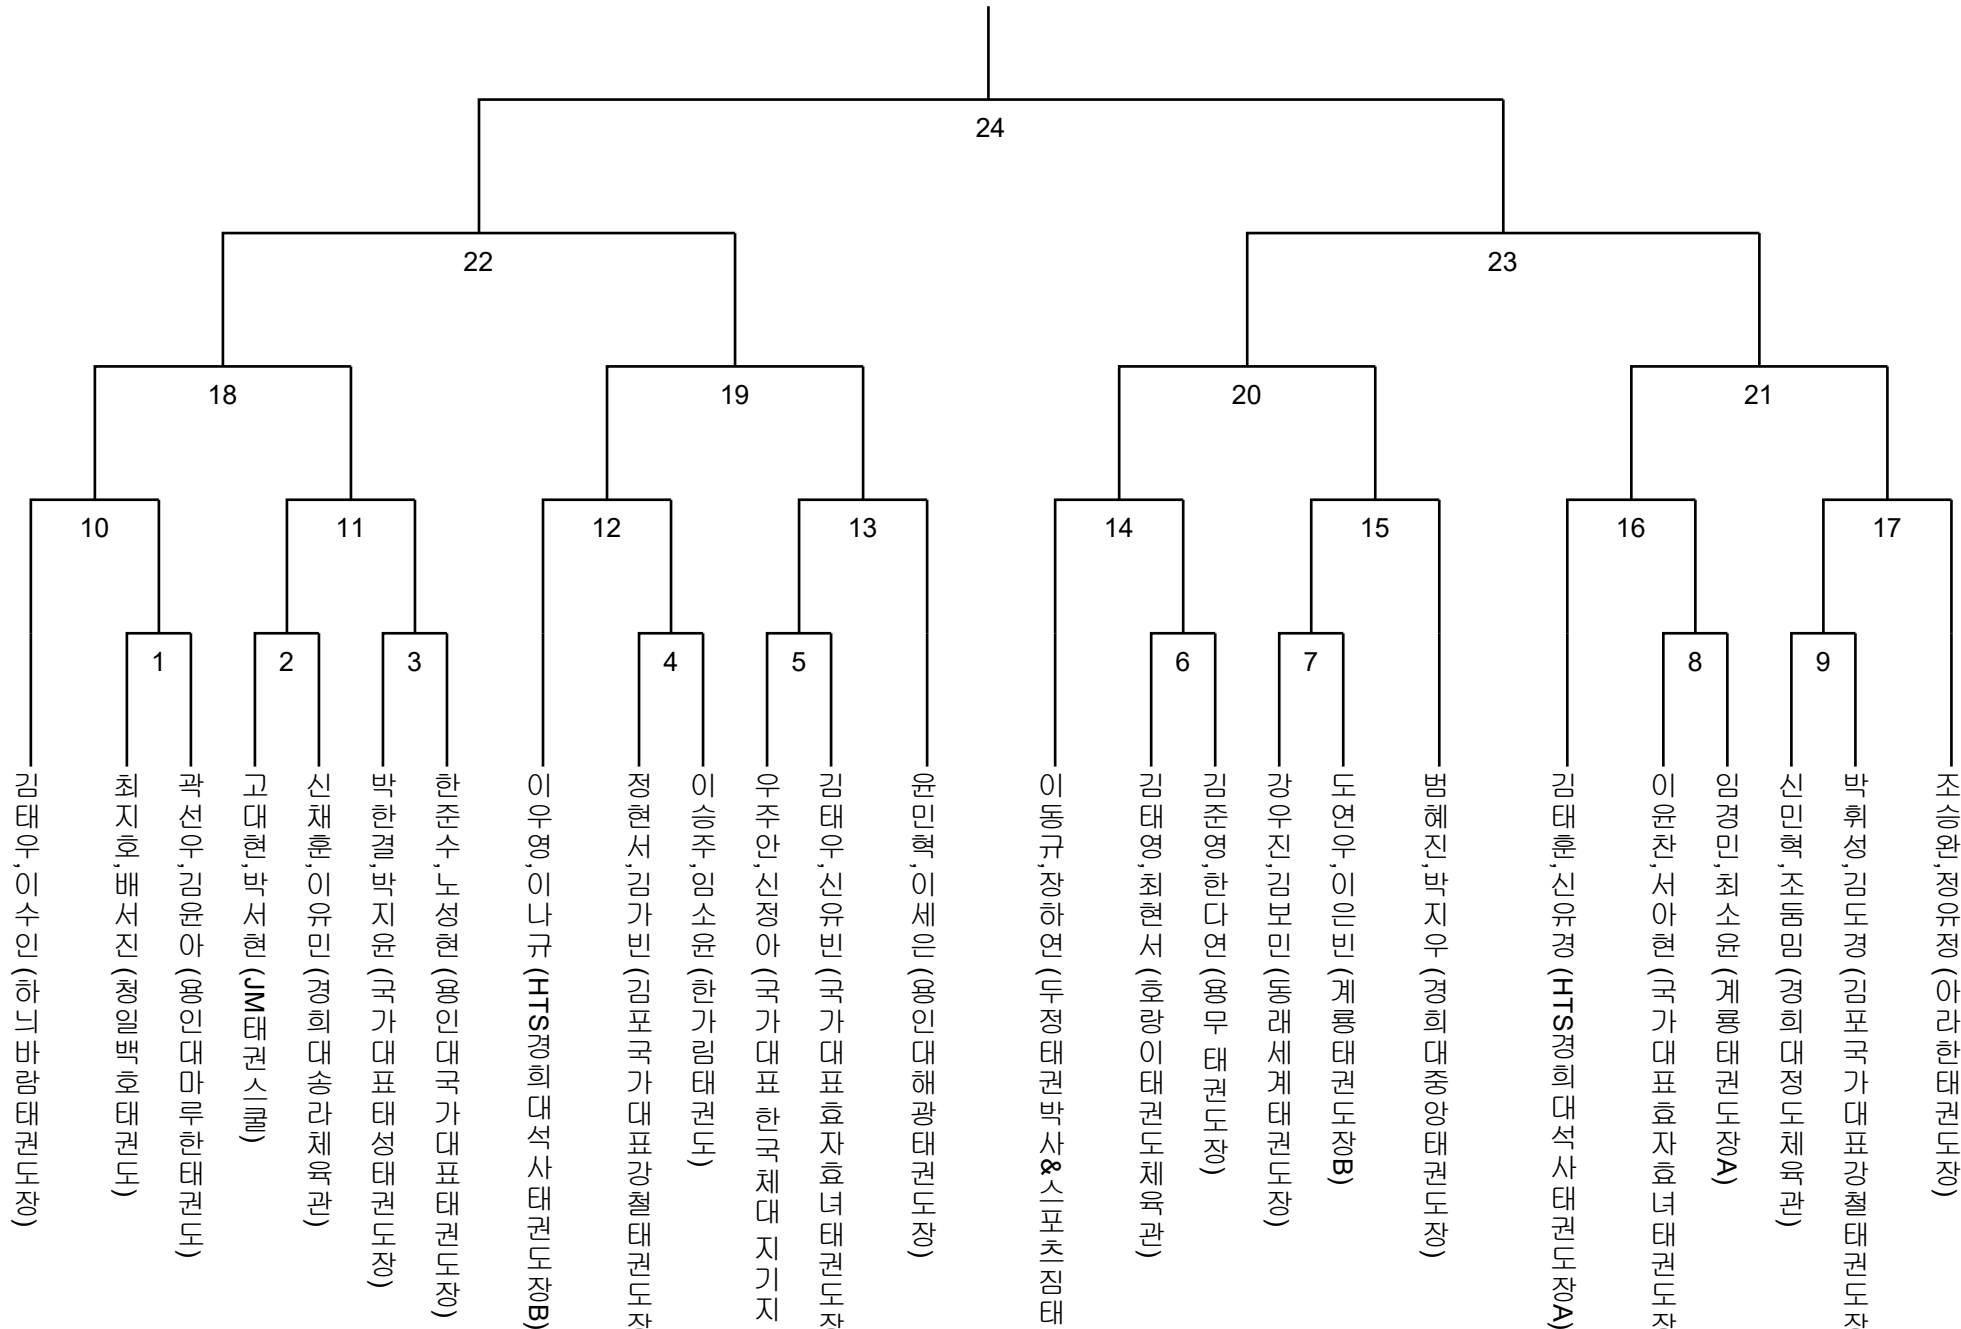 24
22
23
18
19
20
21
10
11
12
13
14
15
16
17
1
2
3
4
5
6
7
8
9
김태우,이수인 (하늬바람태권도장)
최지호,배서진 (청일백호태권도)
곽선우,김윤아 (용인대마루한태권도)
고대현,박서현 (JM태권스쿨)
신채훈,이유민 (경희대송라체육관)
박한결,박지윤 (국가대표태성태권도장)
한준수,노성현 (용인대국가대표태권도장)
이우영,이나규 (HTS경희대석사태권도장B)
정현서,김가빈 (김포국가대표강철태권도장
이승주,임소윤 (한가림태권도)
우주안,신정아 (국가대표 한국체대 지기지
김태우,신유빈 (국가대표효자효녀태권도장
윤민혁,이세은 (용인대해광태권도장)
이동규,장하연 (두정태권박사&스포츠짐태
김태영,최현서 (호랑이태권도체육관)
김준영,한다연 (용무 태권도장)
강우진,김보민 (동래세계태권도장)
도연우,이은빈 (계룡태권도장B)
범혜진,박지우 (경희대중앙태권도장)
김태훈,신유경 (HTS경희대석사태권도장A)
이윤찬,서아현 (국가대표효자효녀태권도장
임경민,최소윤 (계룡태권도장A)
신민혁,조둠밈 (경희대정도체육관)
박휘성,김도경 (김포국가대표강철태권도장
조승완,정유정 (아라한태권도장)